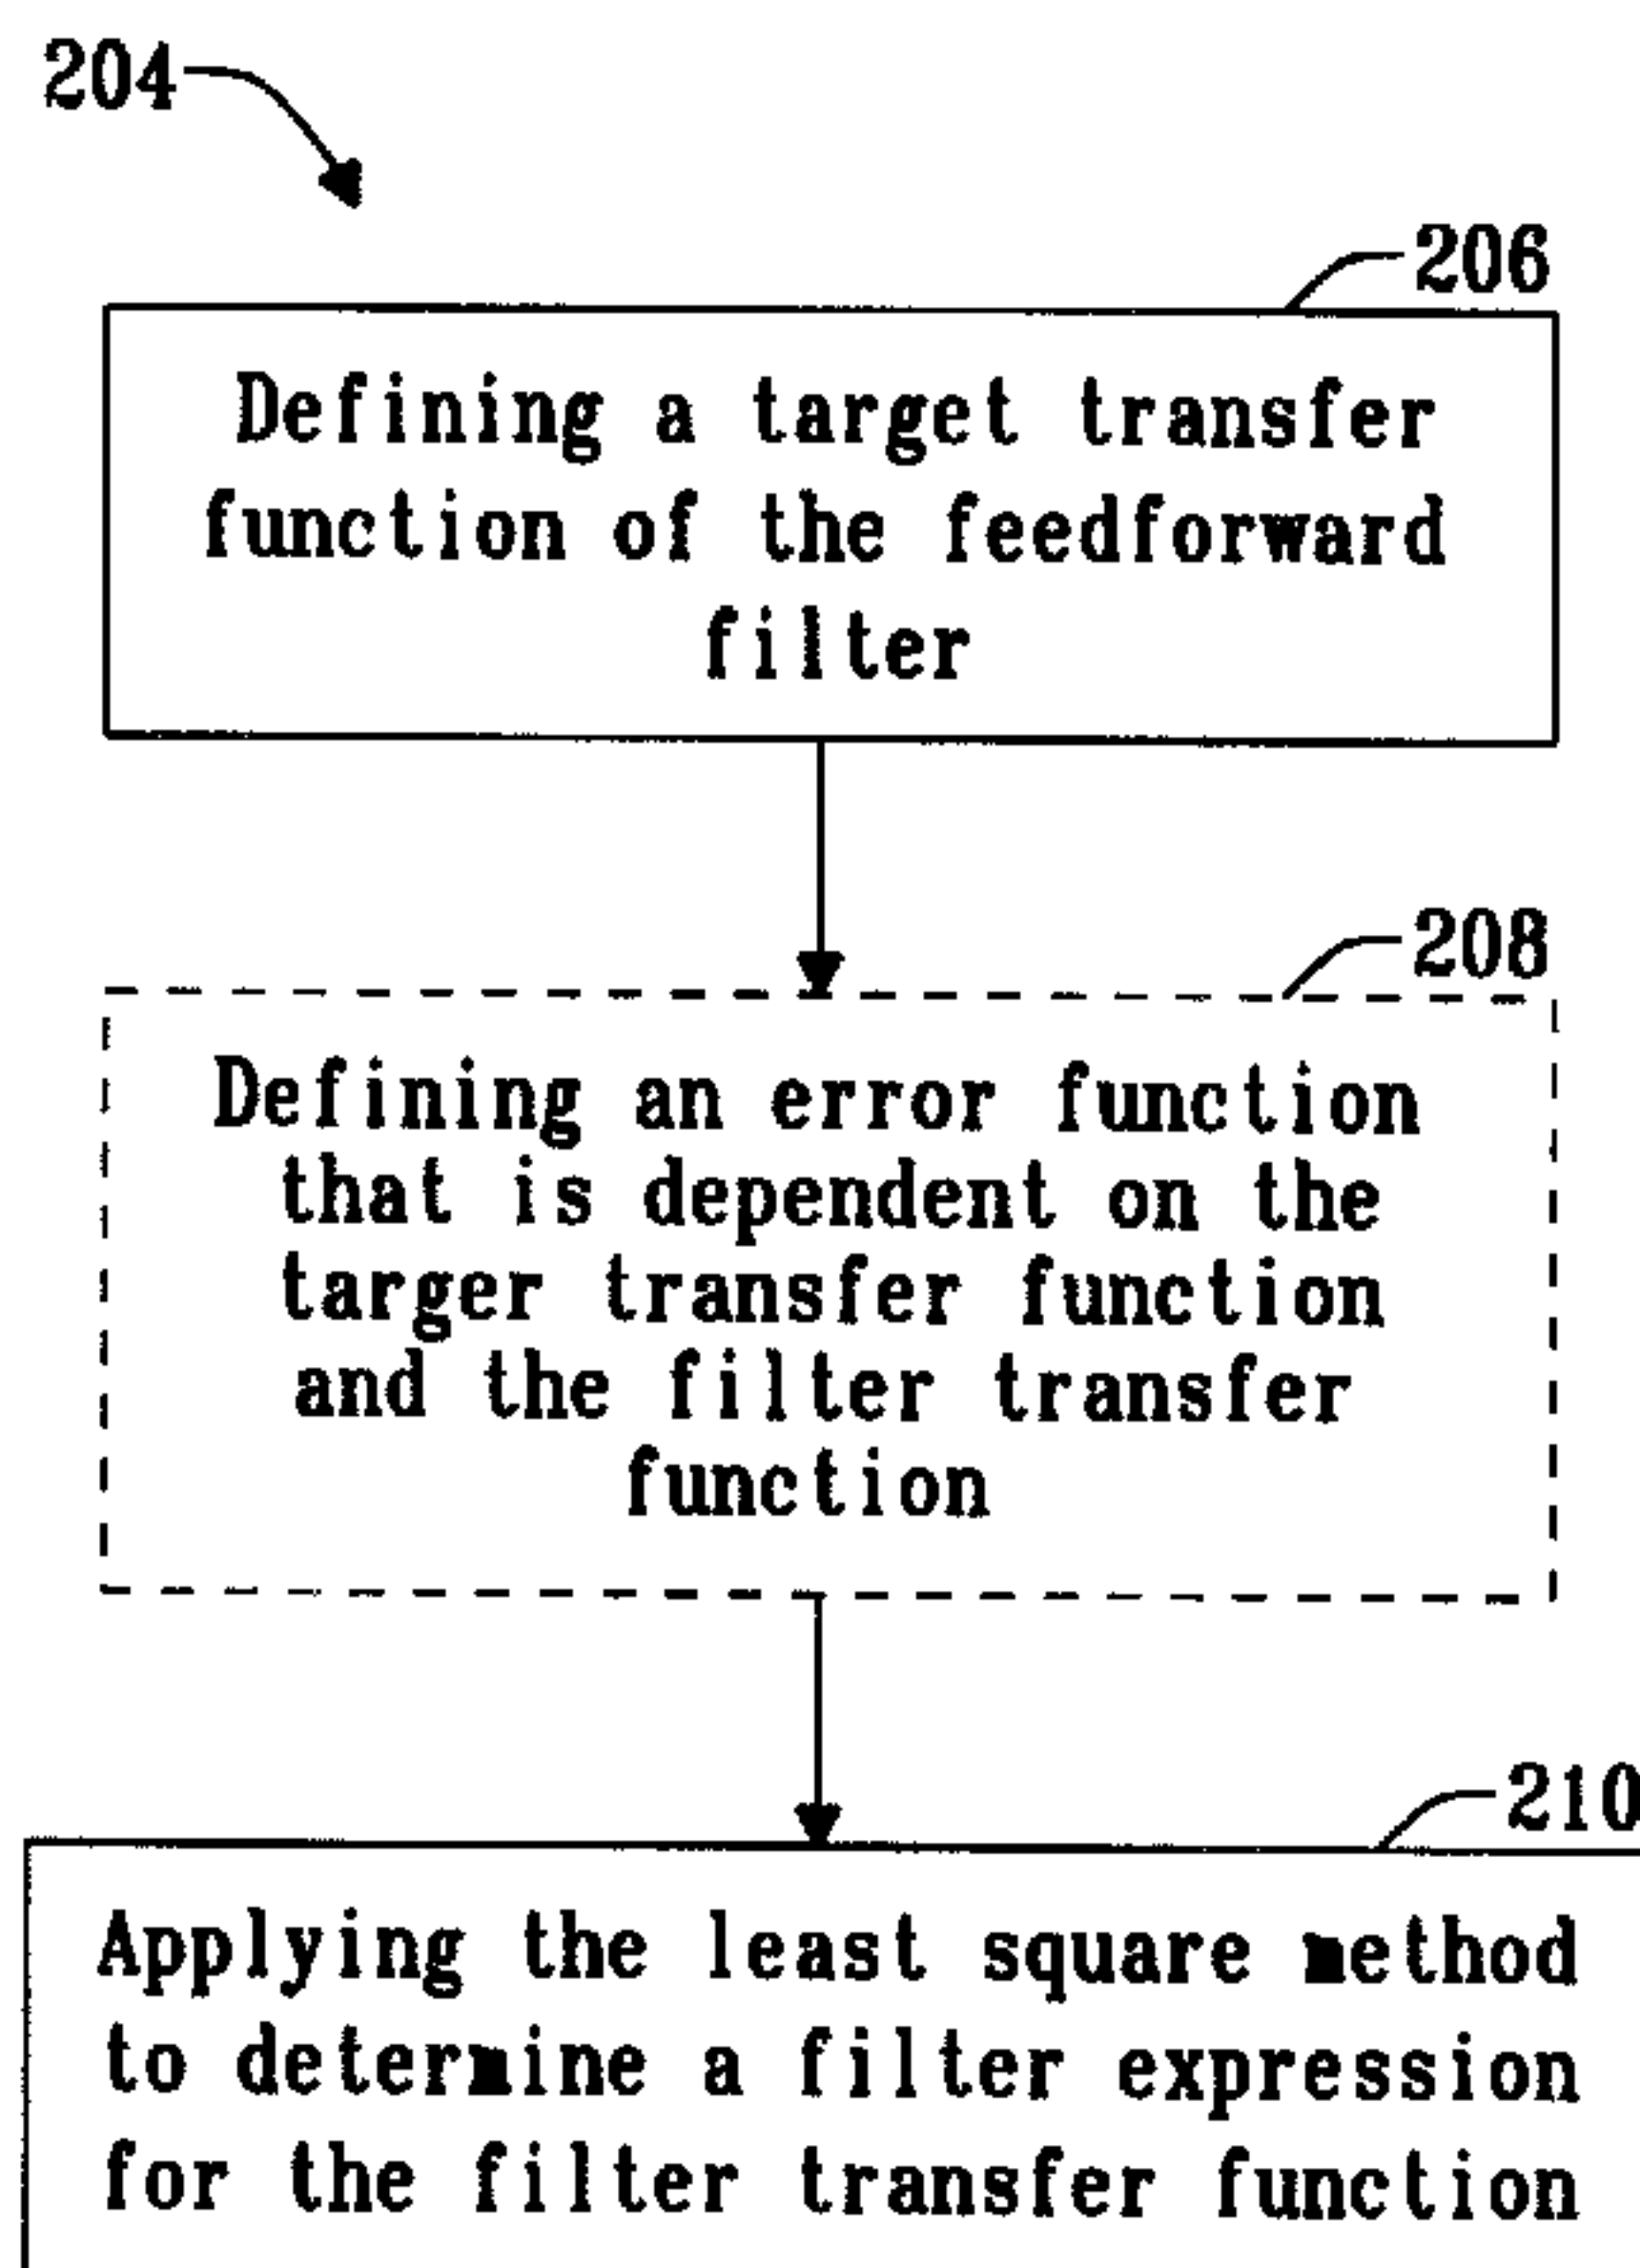 204
206
Defining a target transfer
function of the feedforward
filter
208
Defining an error function
that is dependent on the
targer transfer function
and the filter transfer
function
210
Applying the least square method
to determine a filter expression
for the filter transfer function